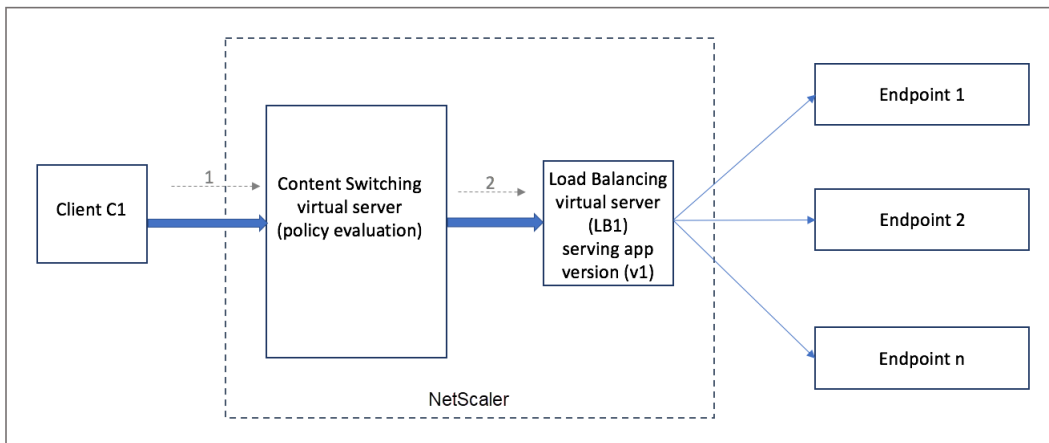 Client C1
1
Content Switching
virtual server
(policy evaluation)
2
Load Balancing
virtual server
(LB1)
serving app
version (v1)
Endpoint 1
Endpoint 2
Endpoint n
NetScaler